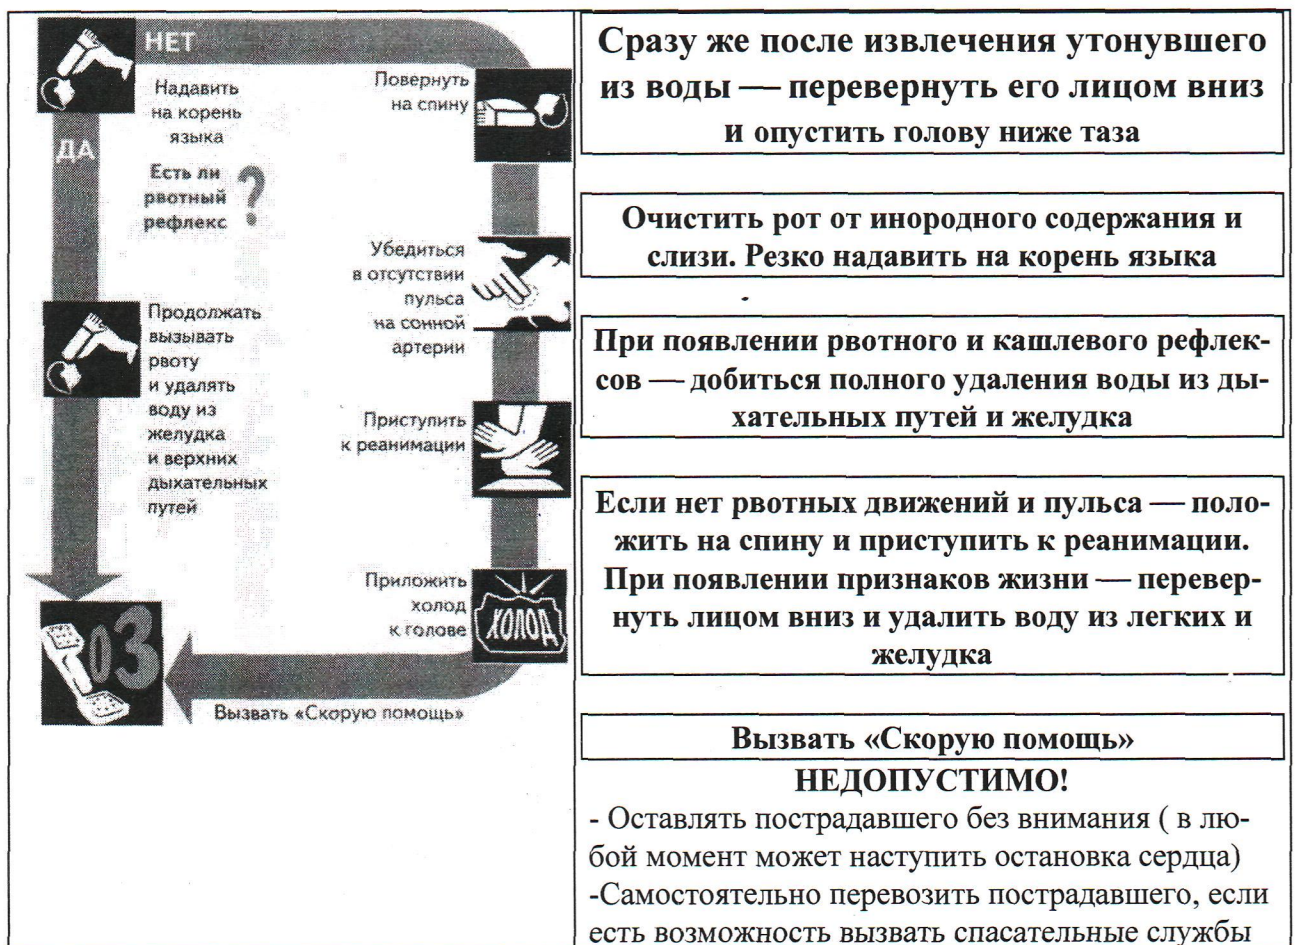 НЕТ
Надавить
на корень
языка
ДА
Есть ли
рвотный
рефлекс
?
Продолжать
вызывать
рвоту
и удалять
воду из
желудка
и верхних
дыхательных
путей
03
Повернуть
на спину
Убедиться
в отсутствии
пульса
на сонной
артерии
Приступить
к реанимации
Приложить
холод
к голове
ХОЛОД
Вызвать «Скорую помощь»
Сразу же после извлечения утонувшего
из воды — перевернуть его лицом вниз
и опустить голову ниже таза
Очистить рот от инородного содержания и
слизи. Резко надавить на корень языка
При появлении рвотного и кашлевого рефлек-
сов — добиться полного удаления воды из ды-
хательных путей и желудка
Если нет рвотных движений и пульса — поло-
жить на спину и приступить к реанимации.
При появлении признаков жизни — перевер-
нуть лицом вниз и удалить воду из легких и
желудка
Вызвать «Скорую помощь»
НЕДОПУСТИМО!
- Оставлять пострадавшего без внимания ( в лю-
бой момент может наступить остановка сердца)
-Самостоятельно перевозить пострадавшего, если
есть возможность вызвать спасательные службы